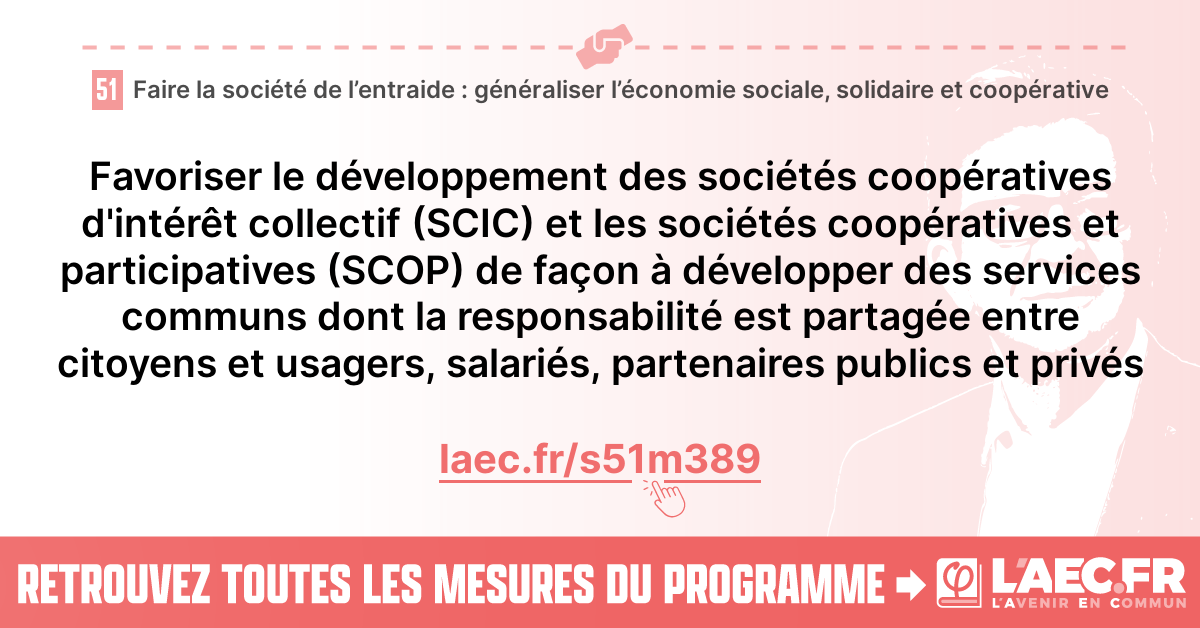 51 Faire la société de l’entraide : généraliser l’économie sociale, solidaire et coopérative
Favoriser le développement des sociétés coopératives
d'intérêt collectif (SCIC) et les sociétés coopératives et
participatives (SCOP) de façon à développer des services
communs dont la responsabilité est partagée entre
citoyens et usagers, salariés, partenaires publics et privés
laec.fr/s51m389
RETROUVEZ TOUTES LES MESURES DU PROGRAMME
φ L'AEC.FR
L'AVENIR EN COMMUN